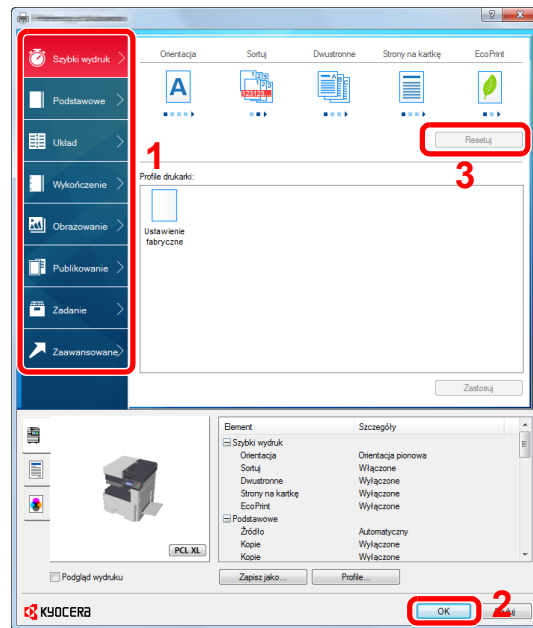 Szybki wydruk
Podstawowe
Układ
Wykończenie
Obrazowanie
Publikowanie
Zadanie
Zaawansowane
1
Orientacja Sortuj Dwustronne Strony na kartkę EcoPrint
A
123
123
123123
A B
Resetuj
3
Profile drukarki:
Ustawienie
fabryczne
Zastosuj
Element Szczegóły
Szybki wydruk
Orientacja Orientacja pionowa
Sortuj Włączone
Dwustronne Wyłączone
Strony na kartkę Wyłączone
EcoPrint Wyłączone
Podstawowe
Źródło Automatyczny
Kopie Wyłączone
Kopie Wyłączone
PCL XL
Podgląd wydruku
Zapisz jako... Profile...
KYOCERA
OK
2